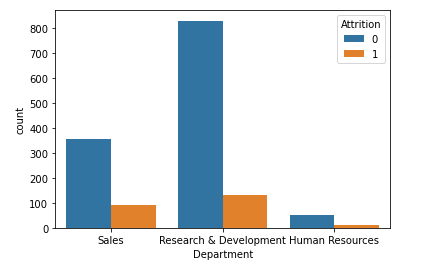 Attrition
0
1
800
700
600
500
400
300
200
100
0
count
Sales
Research & Development
Human Resources
Department